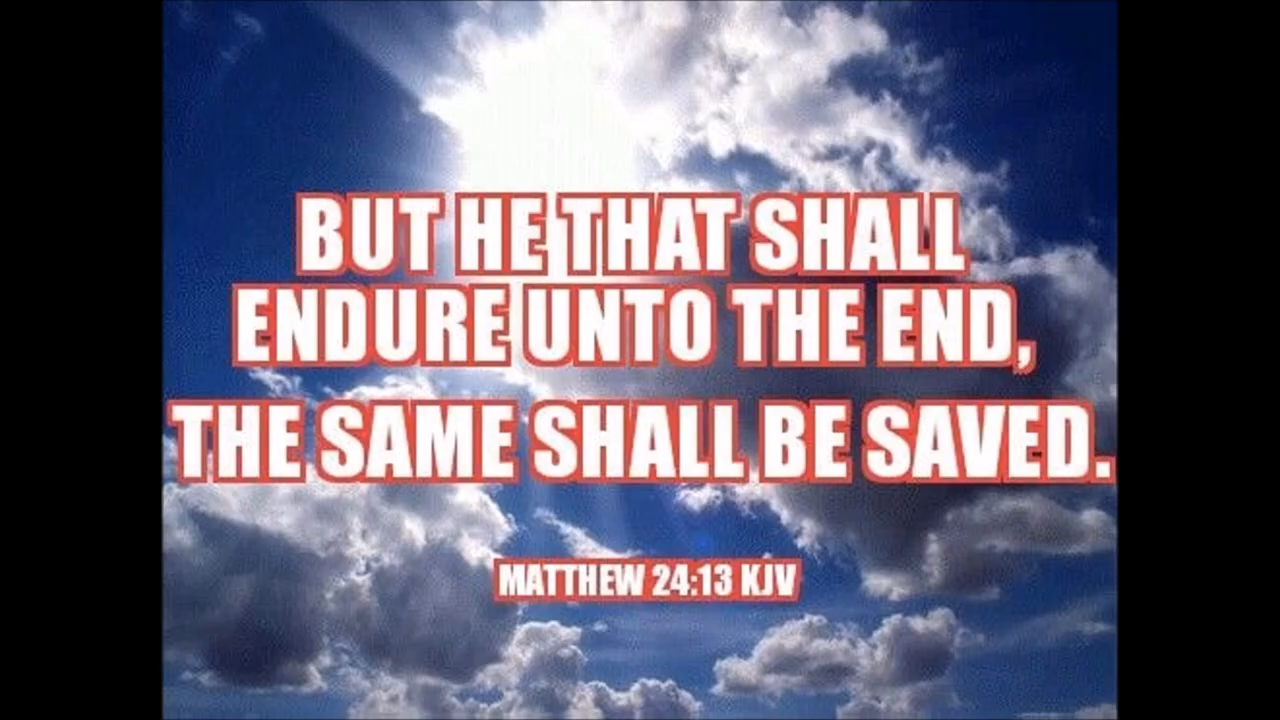 BUT HE THAT SHALL
ENDURE UNTO THE END,
THE SAME SHALL BE SAVED.
MATTHEW 24:13 KJV